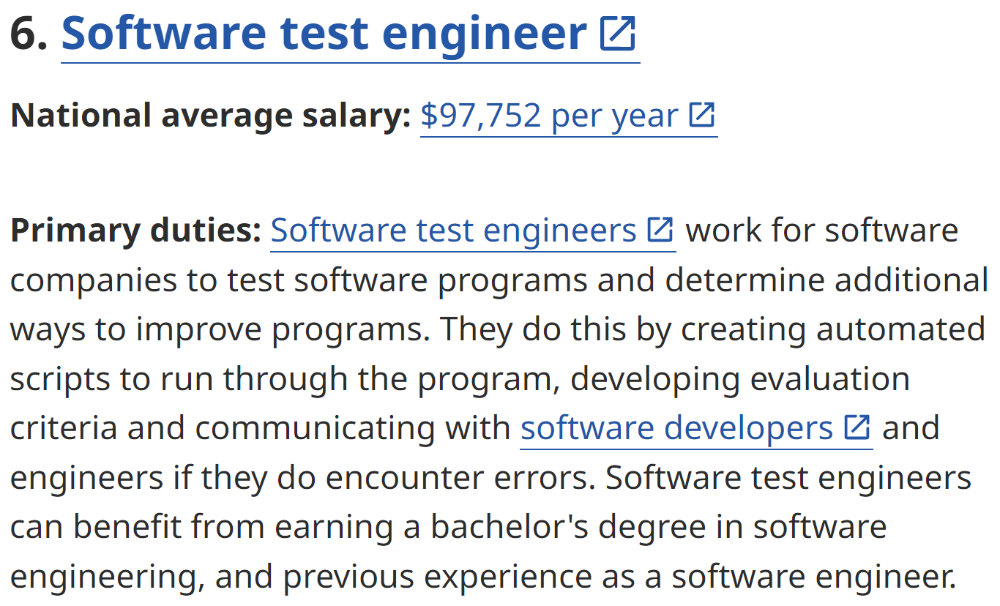 6. Software test engineer
National average salary: $97,752 per year
Primary duties: Software test engineers work for software
companies to test software programs and determine additional
ways to improve programs. They do this by creating automated
scripts to run through the program, developing evaluation
criteria and communicating with software developers and
engineers if they do encounter errors. Software test engineers
can benefit from earning a bachelor's degree in software
engineering, and previous experience as a software engineer.